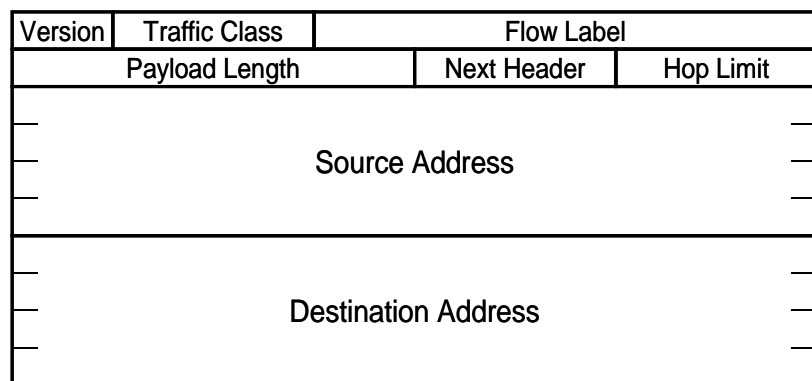 Version Traffic Class Flow Label
Payload Length Next Header Hop Limit
Source Address
Destination Address